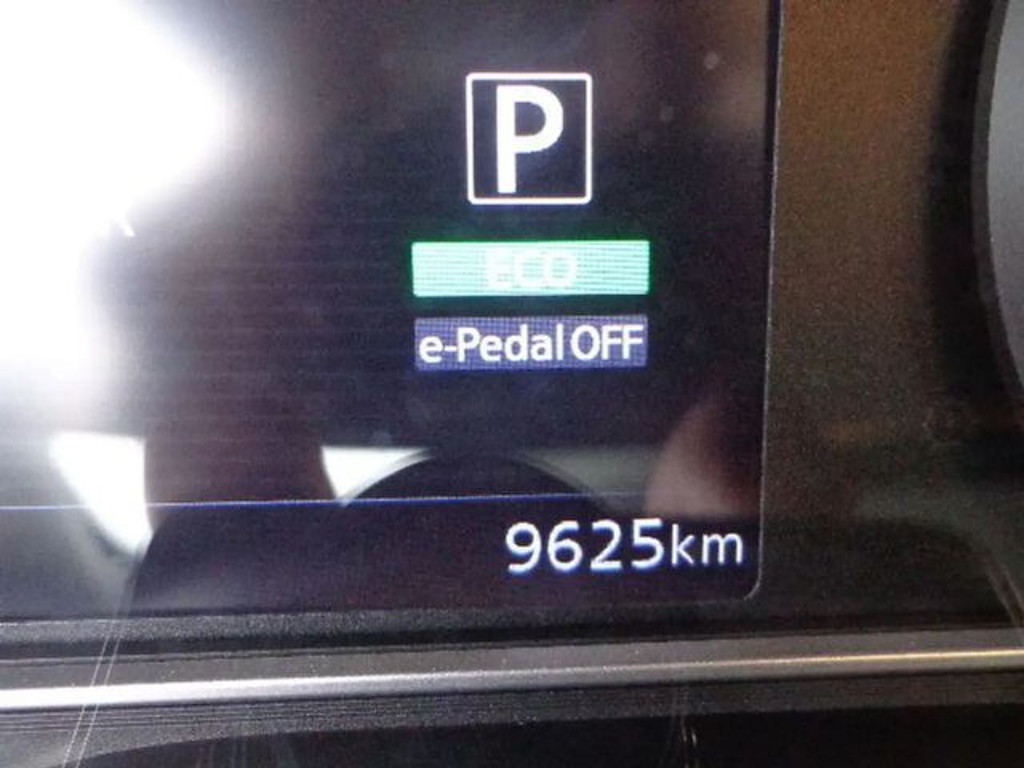 P
ECO
e-Pedal OFF
9625km